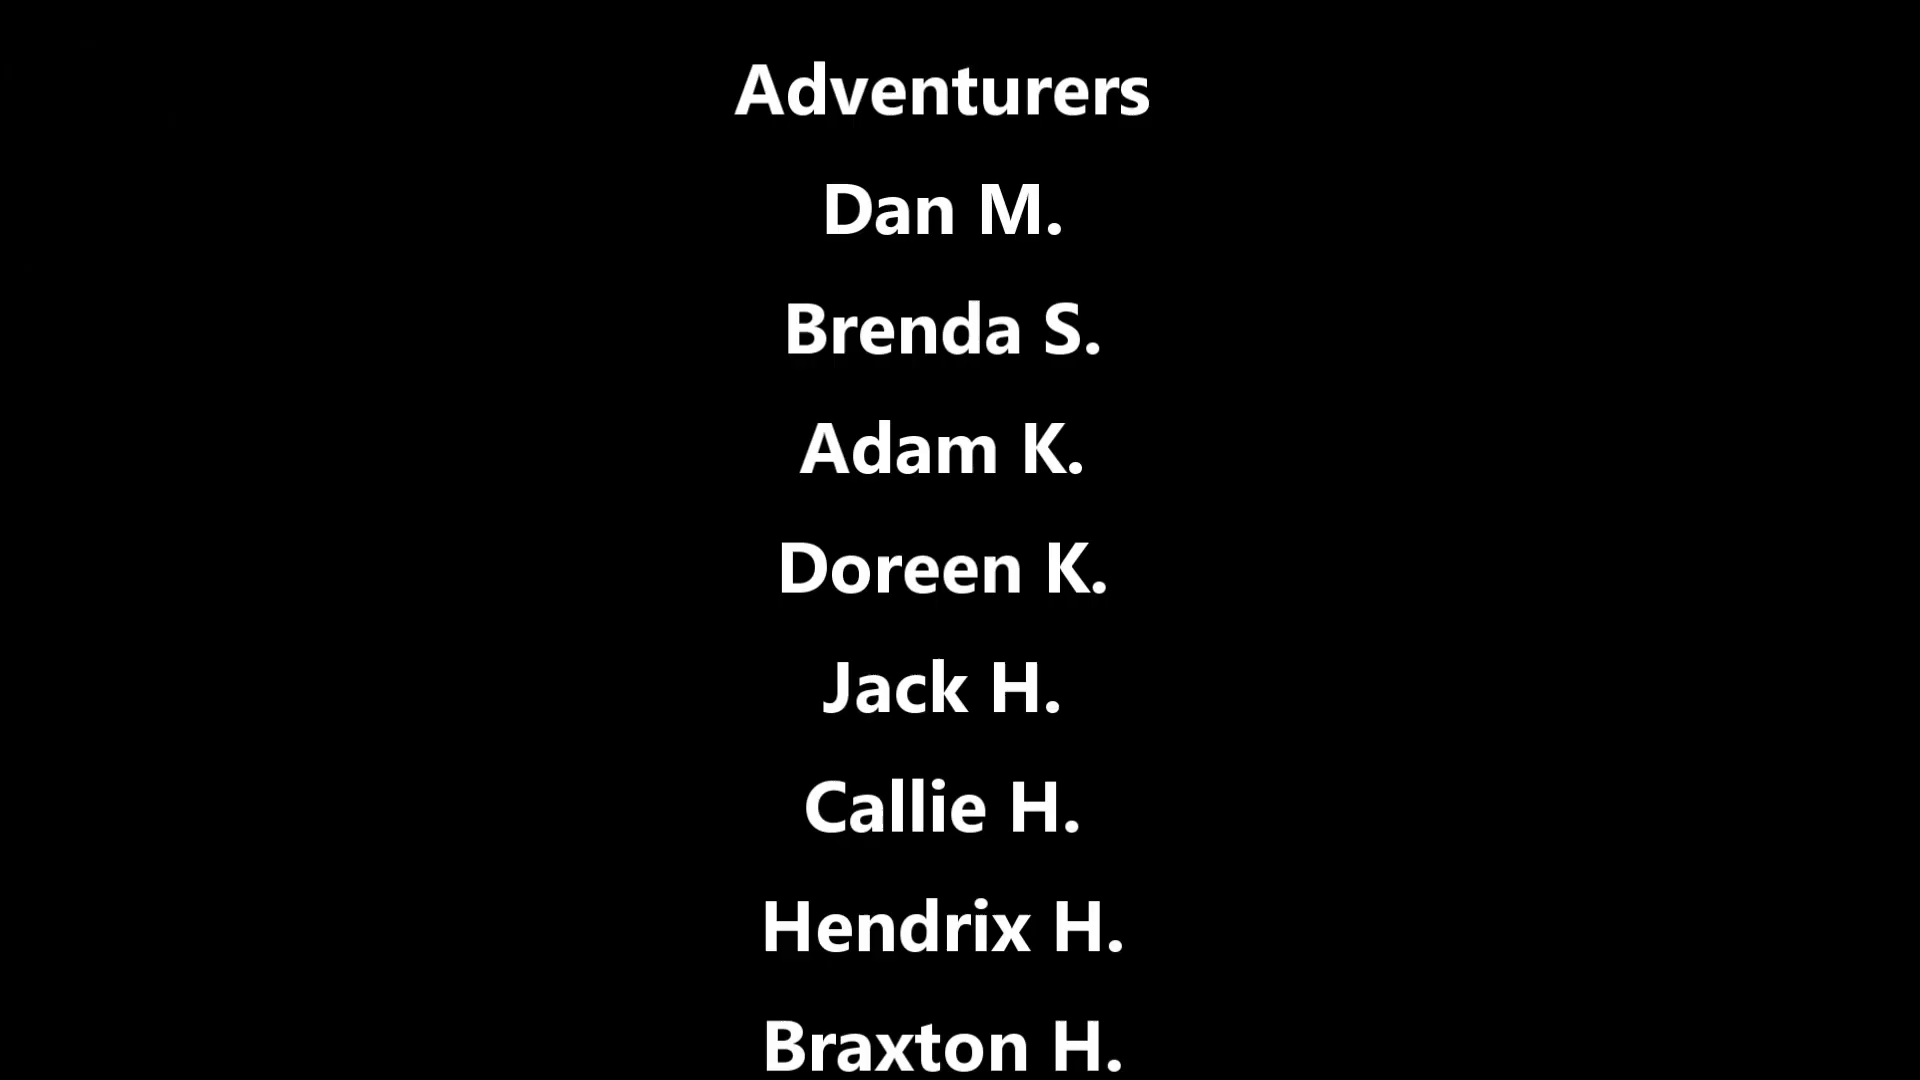 Adventurers
Dan M.
Brenda S.
Adam K.
Doreen K.
Jack H.
Callie H.
Hendrix H.
Braxton H.